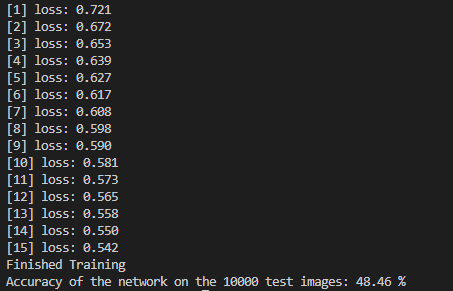 [1] loss: 0.721
[2] loss: 0.672
[3] loss: 0.653
[4] loss: 0.639
[5] loss: 0.627
[6] loss: 0.617
[7] loss: 0.608
[8] loss: 0.598
[9] loss: 0.590
[10] loss: 0.581
[11] loss: 0.573
[12] loss: 0.565
[13] loss: 0.558
[14] loss: 0.550
[15] loss: 0.542
Finished Training
Accuracy of the network on the 10000 test images: 48.46 %